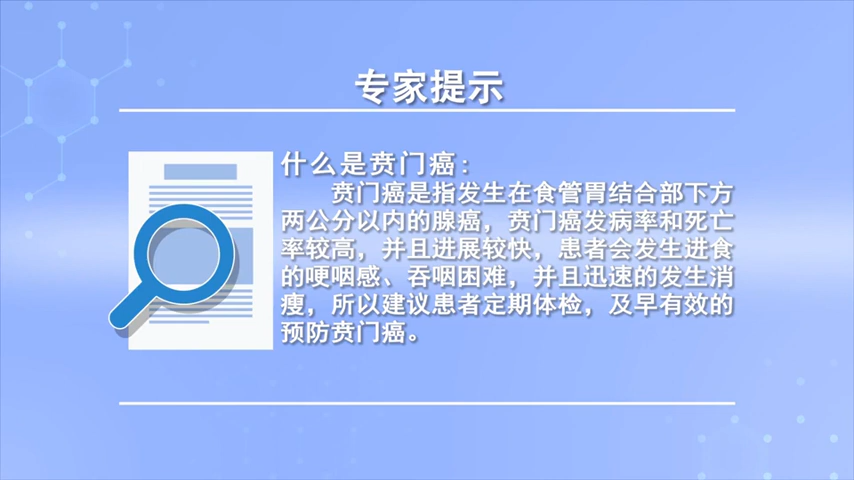 专家提示
什么是贲门癌：
贲门癌是指发生在食管胃结合部下方
两公分以内的腺癌，贲门癌发病率和死亡
率较高，并且进展较快，患者会发生进食
的哽咽感、吞咽困难，并且迅速的发生消
瘦，所以建议患者定期体检，及早有效的
预防贲门癌。